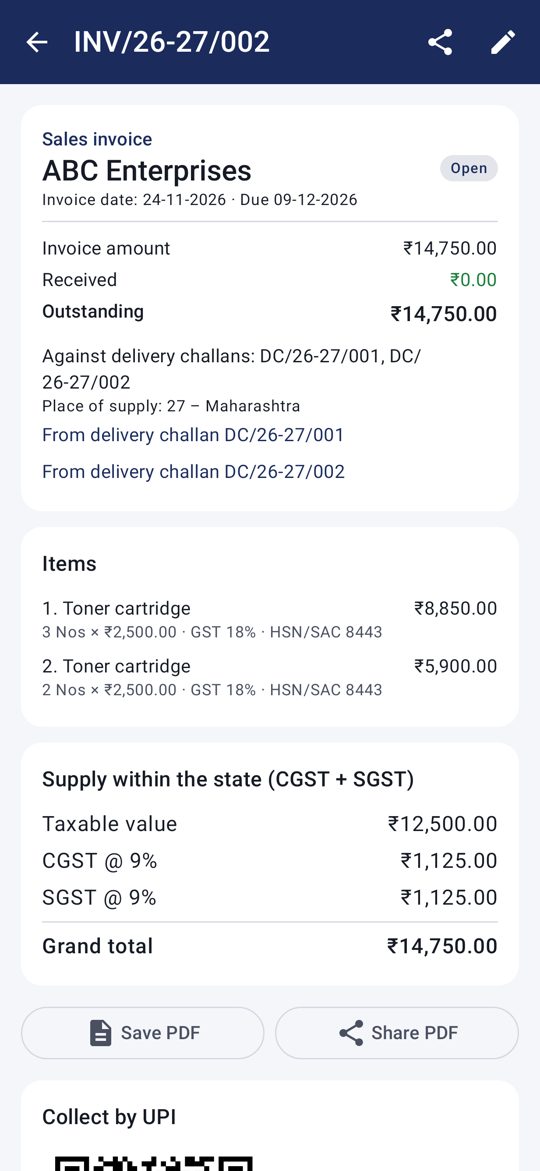 INV/26-27/002
Sales invoice
ABC Enterprises
Open
Invoice date: 24-11-2026 · Due 09-12-2026
Invoice amount ₹14,750.00
Received ₹0.00
Outstanding ₹14,750.00
Against delivery challans: DC/26-27/001, DC/
26-27/002
Place of supply: 27 – Maharashtra
From delivery challan DC/26-27/001
From delivery challan DC/26-27/002
Items
1. Toner cartridge ₹8,850.00
3 Nos × ₹2,500.00 · GST 18% · HSN/SAC 8443
2. Toner cartridge ₹5,900.00
2 Nos × ₹2,500.00 · GST 18% · HSN/SAC 8443
Supply within the state (CGST + SGST)
Taxable value ₹12,500.00
CGST @ 9% ₹1,125.00
SGST @ 9% ₹1,125.00
Grand total ₹14,750.00
Save PDF
Share PDF
Collect by UPI